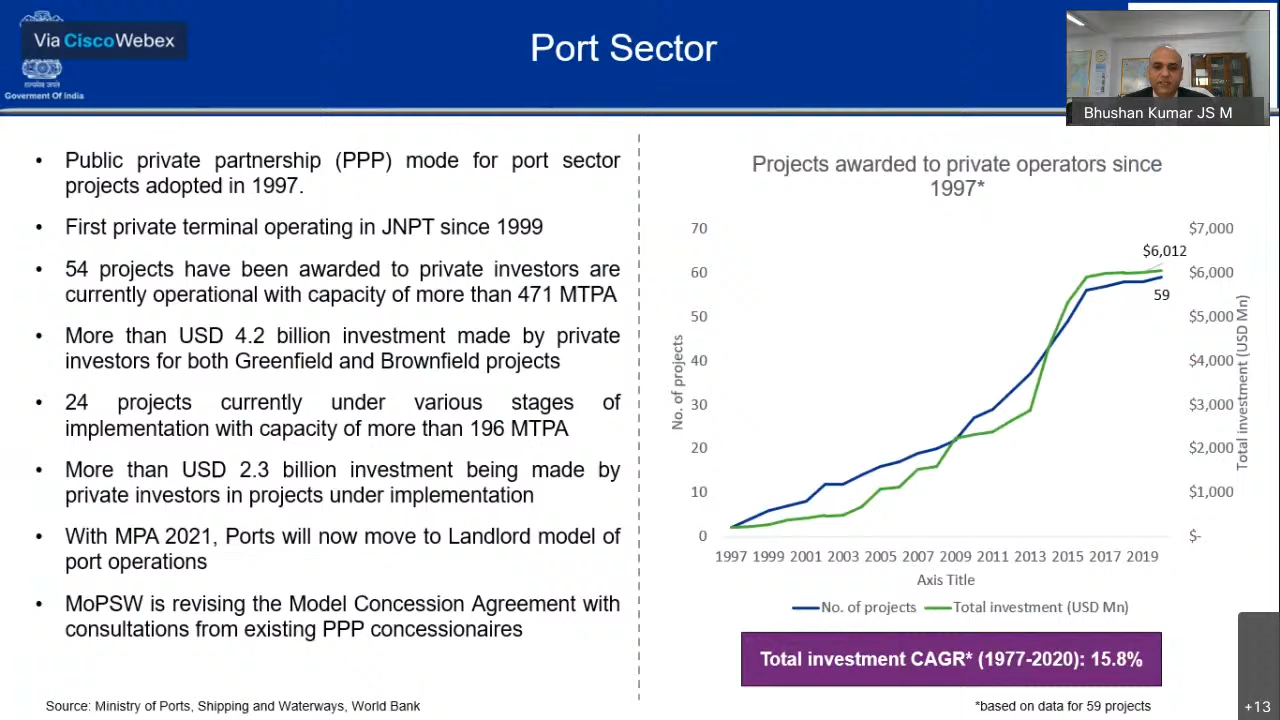 Via CiscoWebex
सत्यमेव जयते
Goverment Of India
Port Sector
Bhushan Kumar JS M
• Public private partnership (PPP) mode for port sector
projects adopted in 1997.
• First private terminal operating in JNPT since 1999
• 54 projects have been awarded to private investors are
currently operational with capacity of more than 471 MTPA
• More than USD 4.2 billion investment made by private
investors for both Greenfield and Brownfield projects
• 24 projects currently under various stages of
implementation with capacity of more than 196 MTPA
• More than USD 2.3 billion investment being made by
private investors in projects under implementation
• With MPA 2021, Ports will now move to Landlord model of
port operations
• MoPSW is revising the Model Concession Agreement with
consultations from existing PPP concessionaires
Source: Ministry of Ports, Shipping and Waterways, World Bank
Projects awarded to private operators since
1997*
No. of projects
70
60
50
40
30
20
10
0
$7,000
$6,000
$5,000
$4,000
$3,000
$2,000
$1,000
$-
Total investment (USD Mn)
$6,012
59
1997 1999 2001 2003 2005 2007 2009 2011 2013 2015 2017 2019
Axis Title
No. of projects Total investment (USD Mn)
Total investment CAGR* (1977-2020): 15.8%
*based on data for 59 projects
+13